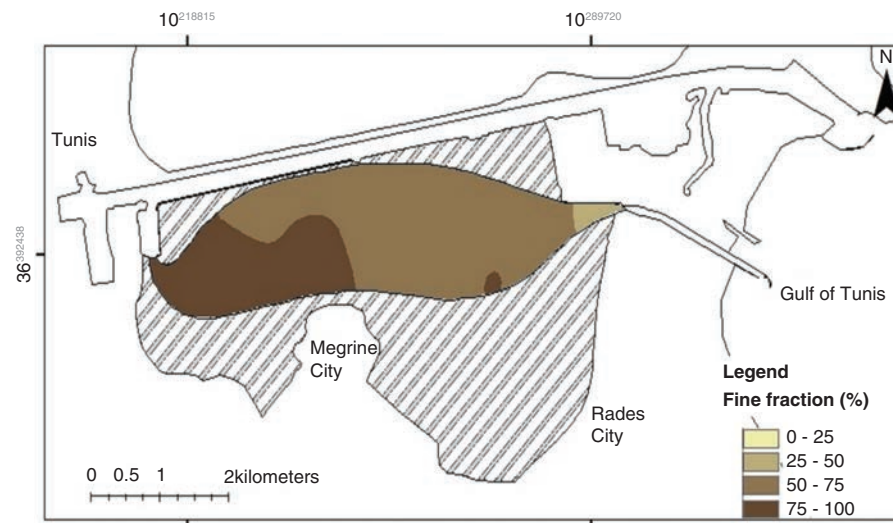 10218815
10289720
N
Tunis
36392438
Gulf of Tunis
Megrine
City
Rades
City
Legend
Fine fraction (%)
0 - 25
25 - 50
50 - 75
75 - 100
0 0.5 1 2kilometers